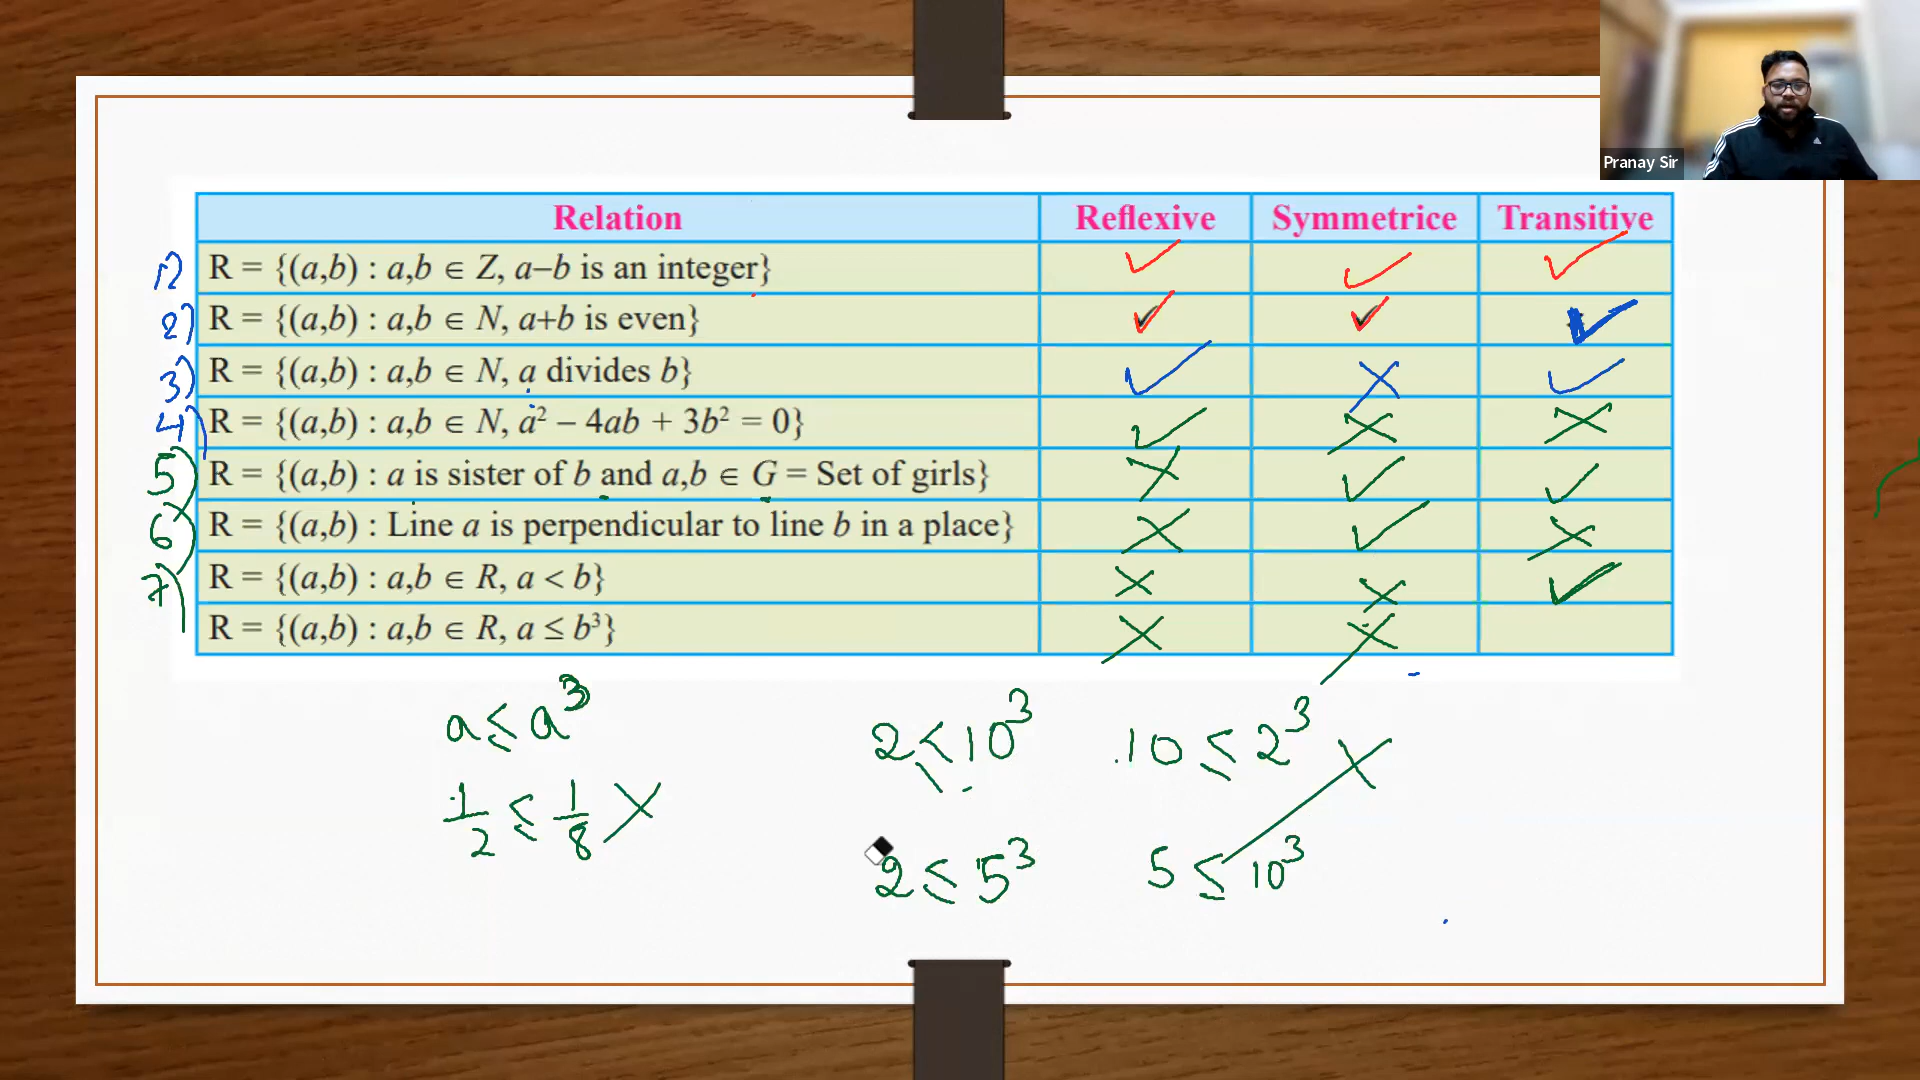 Pranay Sir
Relation Reflexive Symmetrice Transitive
1) R = {(a,b) : a,b ∈ Z, a–b is an integer} ✓ ✓ ✓
2) R = {(a,b) : a,b ∈ N, a+b is even} ✓ ✓ ✓
3) R = {(a,b) : a,b ∈ N, a divides b} ✓ X ✓
4) R = {(a,b) : a,b ∈ N, a² – 4ab + 3b² = 0} ✓ X X
5) R = {(a,b) : a is sister of b and a,b ∈ G = Set of girls} X ✓ ✓
6) R = {(a,b) : Line a is perpendicular to line b in a place} X ✓ X
7) R = {(a,b) : a,b ∈ R, a < b} X X ✓
R = {(a,b) : a,b ∈ R, a ≤ b³} X X
a ≤ a³ 2 ≤ 10³ 10 ≤ 2³ X
1/2 ≤ 1/8 X
2 ≤ 5³ 5 ≤ 10³